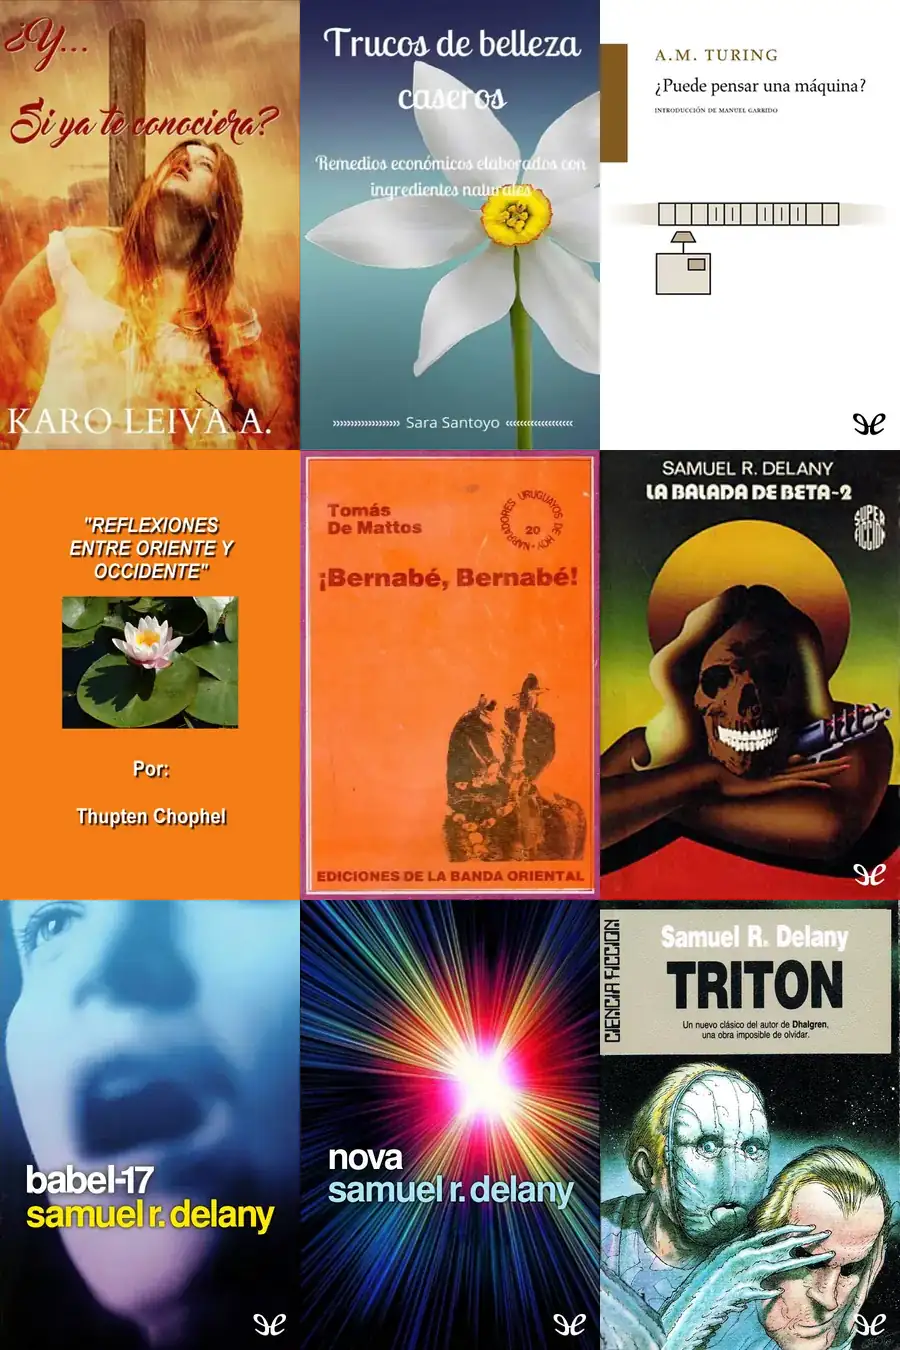 ¿Y...
Si ya te conociera?
KARO LEIVA A.
Trucos de belleza
caseros
Remedios económicos elaborados con
ingredientes naturales
»»»»»»»»»» Sara Santoyo ««««««««««
A.M. TURING
¿Puede pensar una máquina?
INTRODUCCIÓN DE MANUEL GARRIDO
"REFLEXIONES
ENTRE ORIENTE Y
OCCIDENTE"
Por:
Thupten Chophel
Tomás
De Mattos
NARRADORES URUGUAYOS DE HOY
20
¡Bernabé, Bernabé!
EDICIONES DE LA BANDA ORIENTAL
SAMUEL R. DELANY
LA BALADA DE BETA-2
SUPER
FICCION
babel-17
samuel r. delany
nova
samuel r. delany
CIENCIA FICCION
Samuel R. Delany
TRITON
Un nuevo clásico del autor de Dhalgren,
una obra imposible de olvidar.